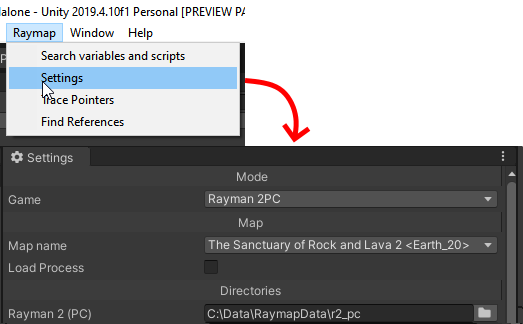 alone - Unity 2019.4.10f1 Personal [PREVIEW PA
Raymap Window Help
Search variables and scripts
Settings
Trace Pointers
Find References
Settings
Mode
Game Rayman 2PC
Map
Map name The Sanctuary of Rock and Lava 2 <Earth_20>
Load Process
Directories
Rayman 2 (PC) C:\Data\RaymapData\r2_pc